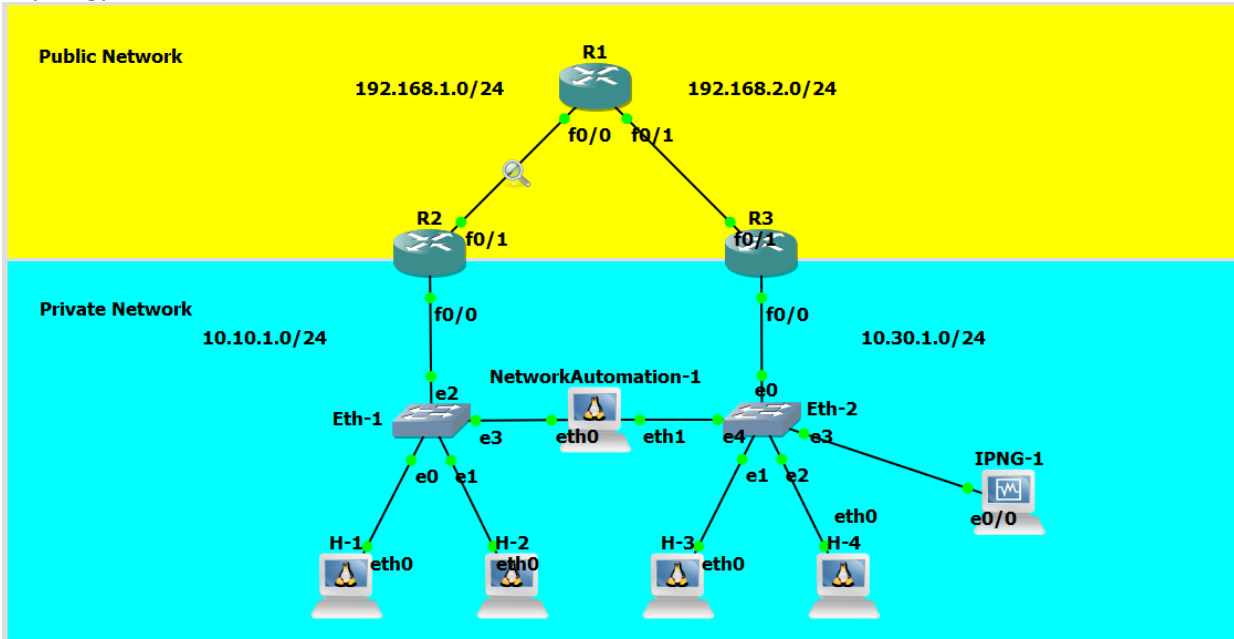 Public Network
R1
192.168.1.0/24
192.168.2.0/24
f0/0
f0/1
R2
R3
f0/1
f0/1
Private Network
f0/0
f0/0
10.10.1.0/24
10.30.1.0/24
NetworkAutomation-1
e2
e0
Eth-1
Eth-2
e3
eth0
eth1
e4
e3
IPNG-1
e0
e1
e1
e2
e0/0
eth0
H-1
H-2
H-3
H-4
eth0
eth0
eth0